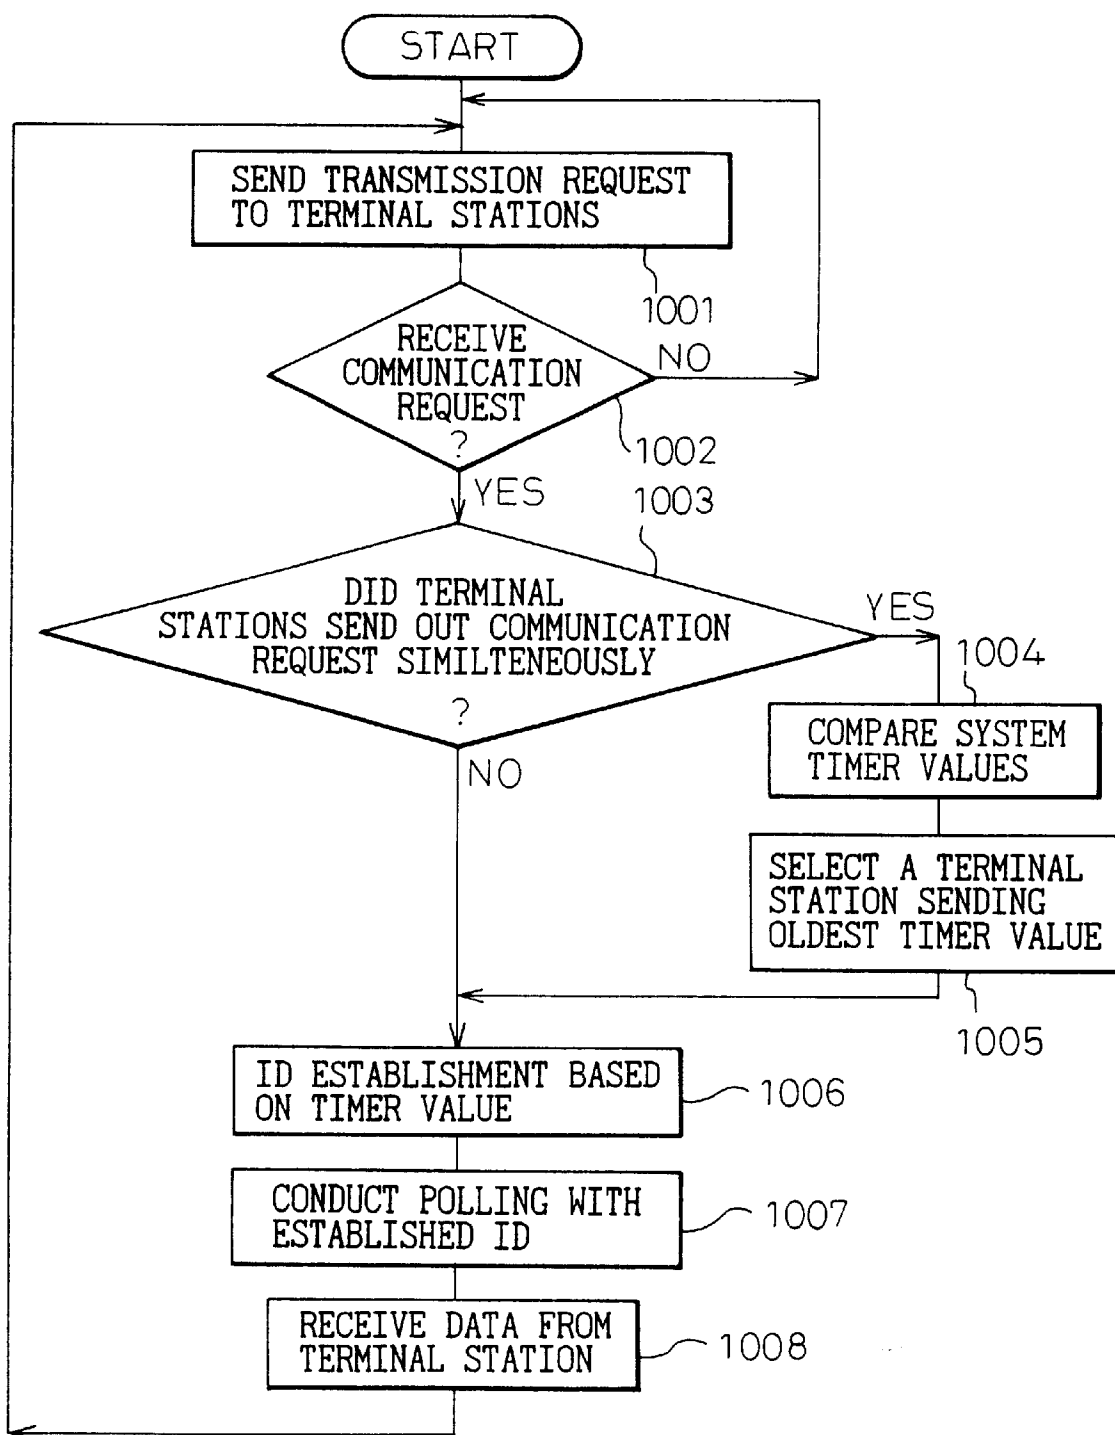 START
SEND TRANSMISSION REQUEST
TO TERMINAL STATIONS
1001
RECEIVE
COMMUNICATION
REQUEST
?
NO
1002
YES
1003
DID TERMINAL
STATIONS SEND OUT COMMUNICATION
REQUEST SIMILTENEOUSLY
?
YES
NO
1004
COMPARE SYSTEM
TIMER VALUES
SELECT A TERMINAL
STATION SENDING
OLDEST TIMER VALUE
1005
ID ESTABLISHMENT BASED
ON TIMER VALUE
1006
CONDUCT POLLING WITH
ESTABLISHED ID
1007
RECEIVE DATA FROM
TERMINAL STATION
1008